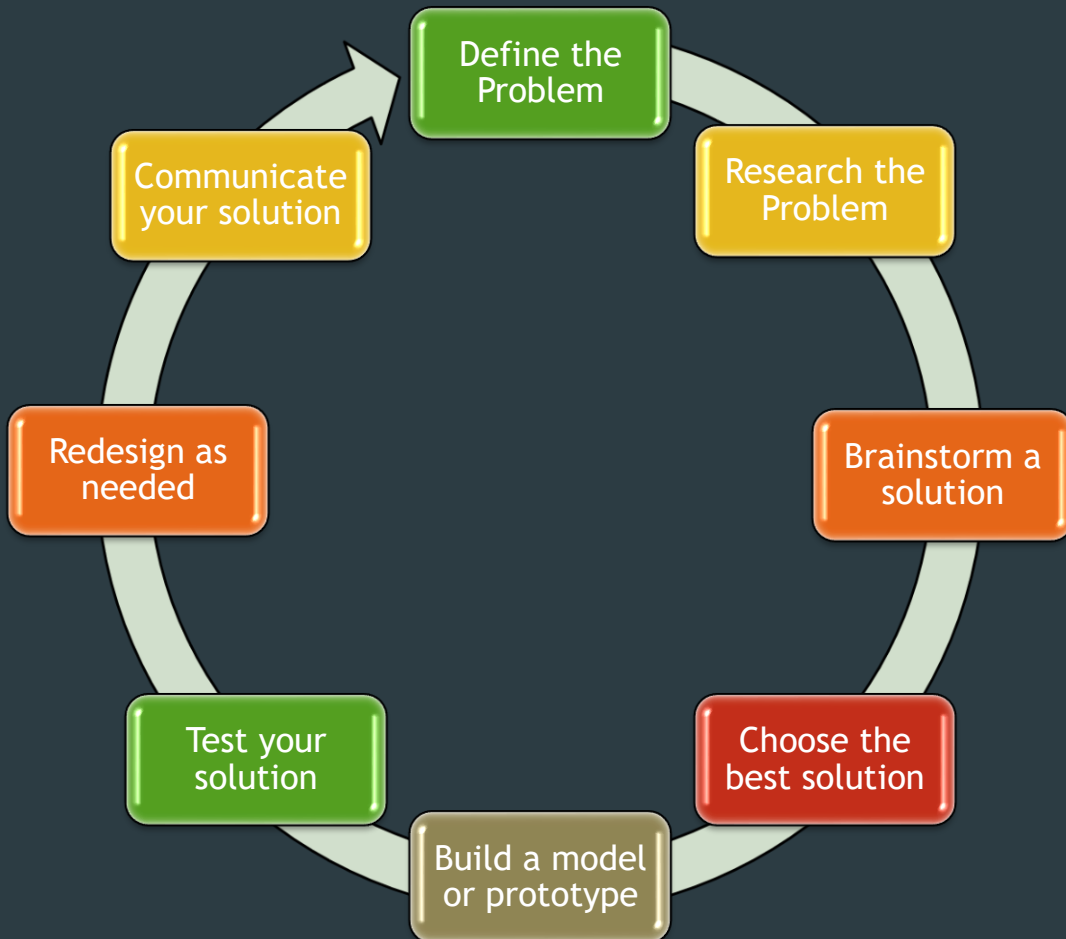 Define the
Problem
Research the
Problem
Brainstorm a
solution
Choose the
best solution
Build a model
or prototype
Test your
solution
Redesign as
needed
Communicate
your solution